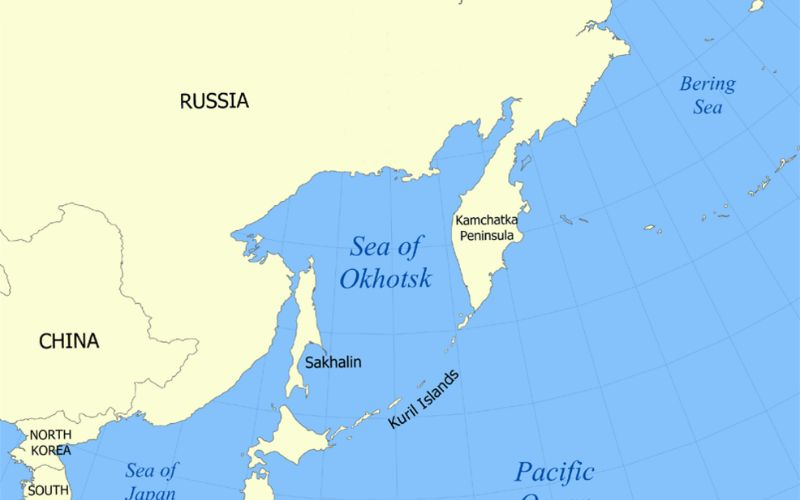 Bering
Sea
RUSSIA
Kamchatka
Peninsula
Sea of
Okhotsk
CHINA
Sakhalin
Kuril Islands
NORTH
KOREA
Sea of
Japan
Pacific
SOUTH